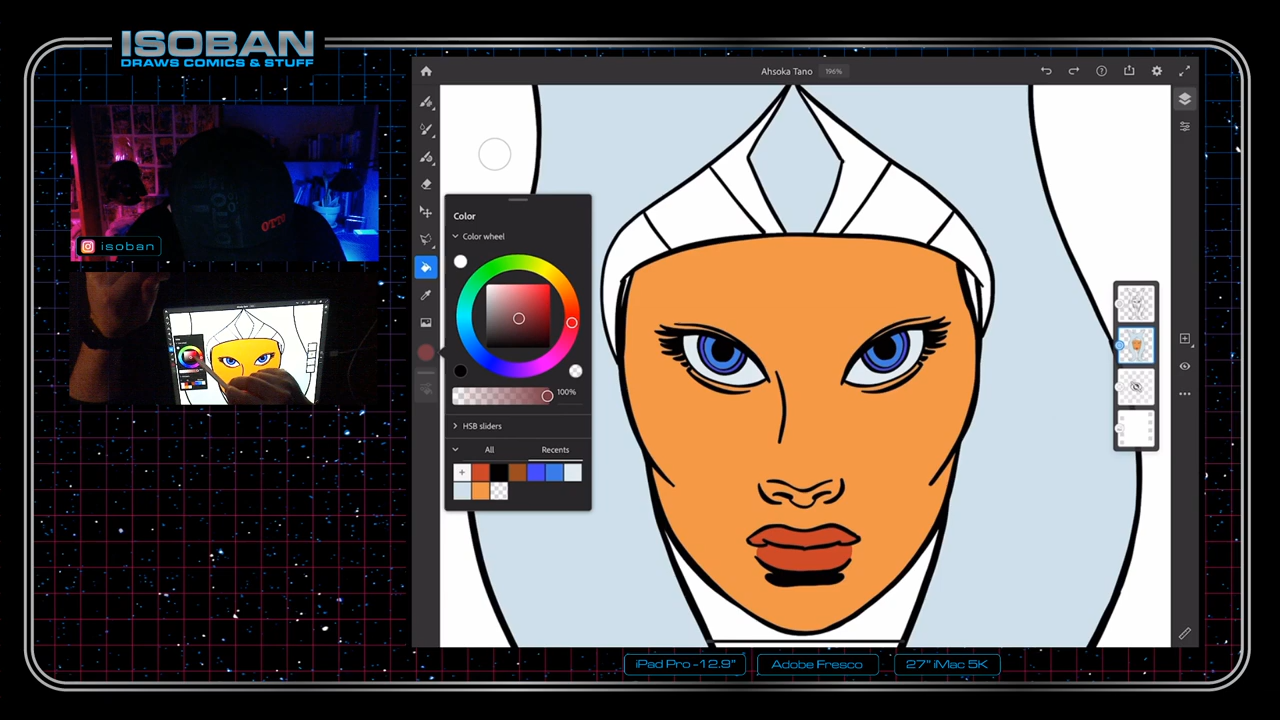 ISOBAN
DRAWS COMICS & STUFF
Ahsoka Tano
196%
OTTO
isoban
Color
Color wheel
100%
HSB sliders
All
Recents
iPad Pro -12.9"
Adobe Fresco
27" iMac 5K